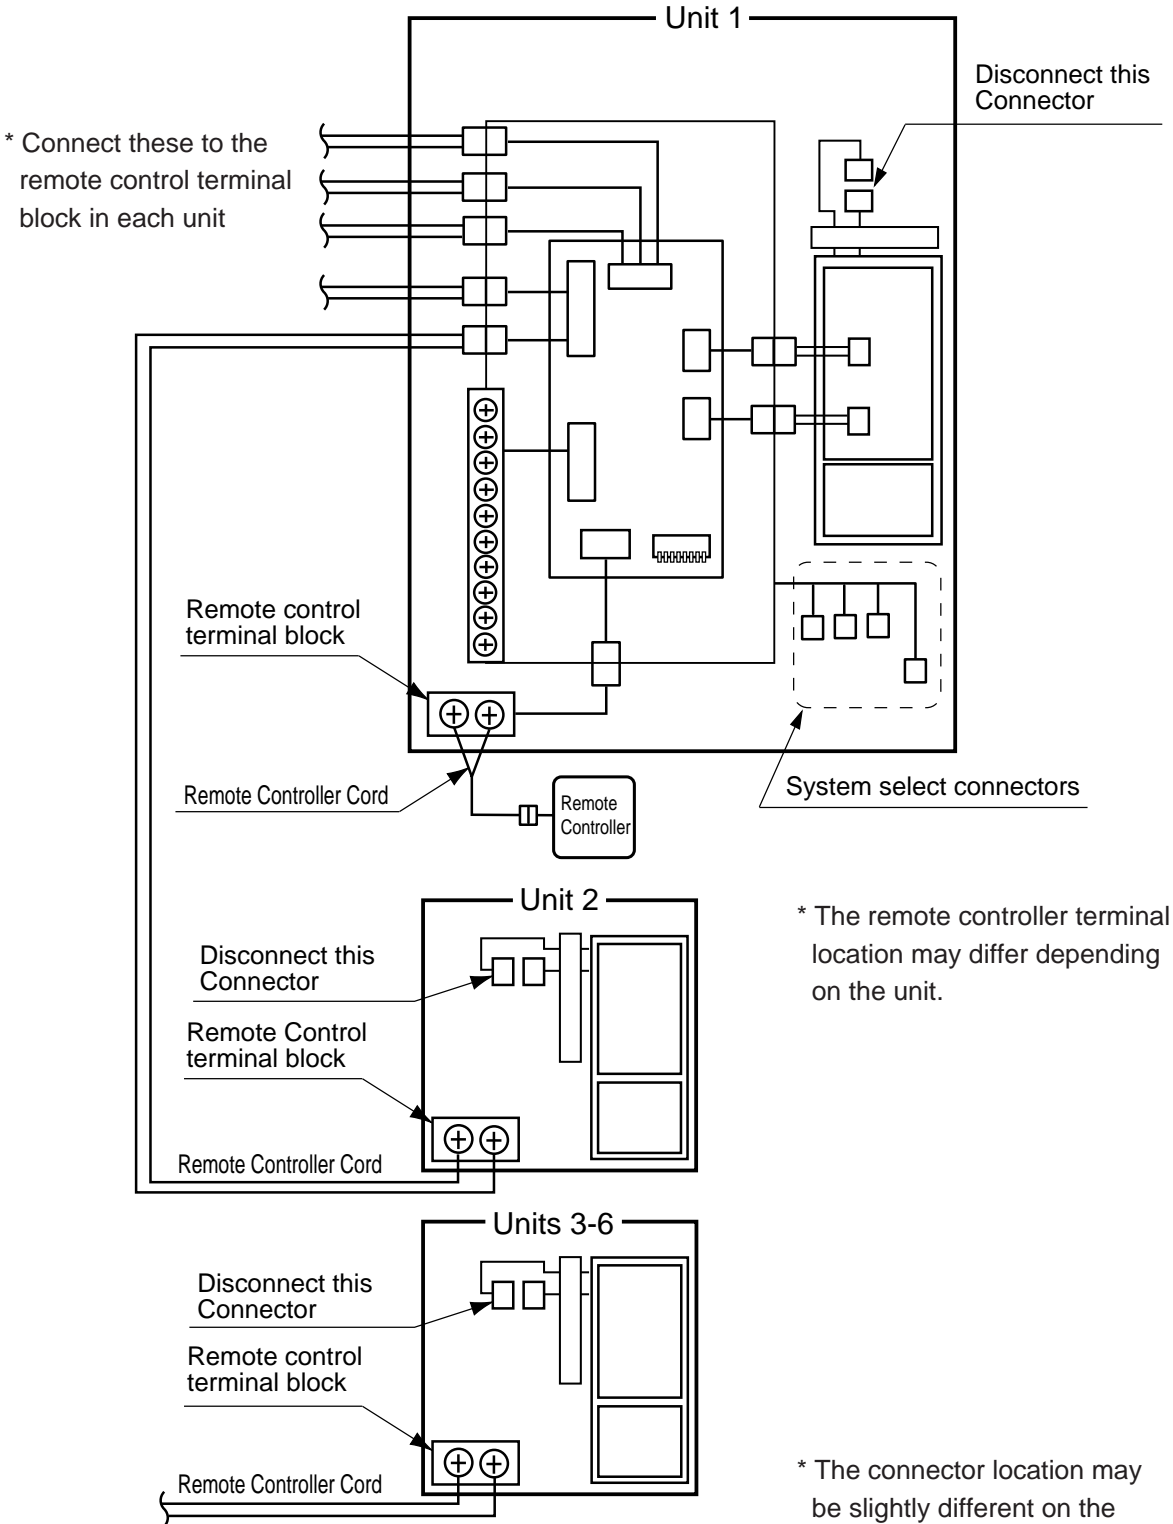 Unit 1
Disconnect this
Connector
* Connect these to the
remote control terminal
block in each unit
Remote control
terminal block
Remote Controller Cord
Remote
Controller
System select connectors
Unit 2
* The remote controller terminal
location may differ depending
on the unit.
Disconnect this
Connector
Remote Control
terminal block
Remote Controller Cord
Units 3-6
Disconnect this
Connector
Remote control
terminal block
Remote Controller Cord
* The connector location may
be slightly different on the